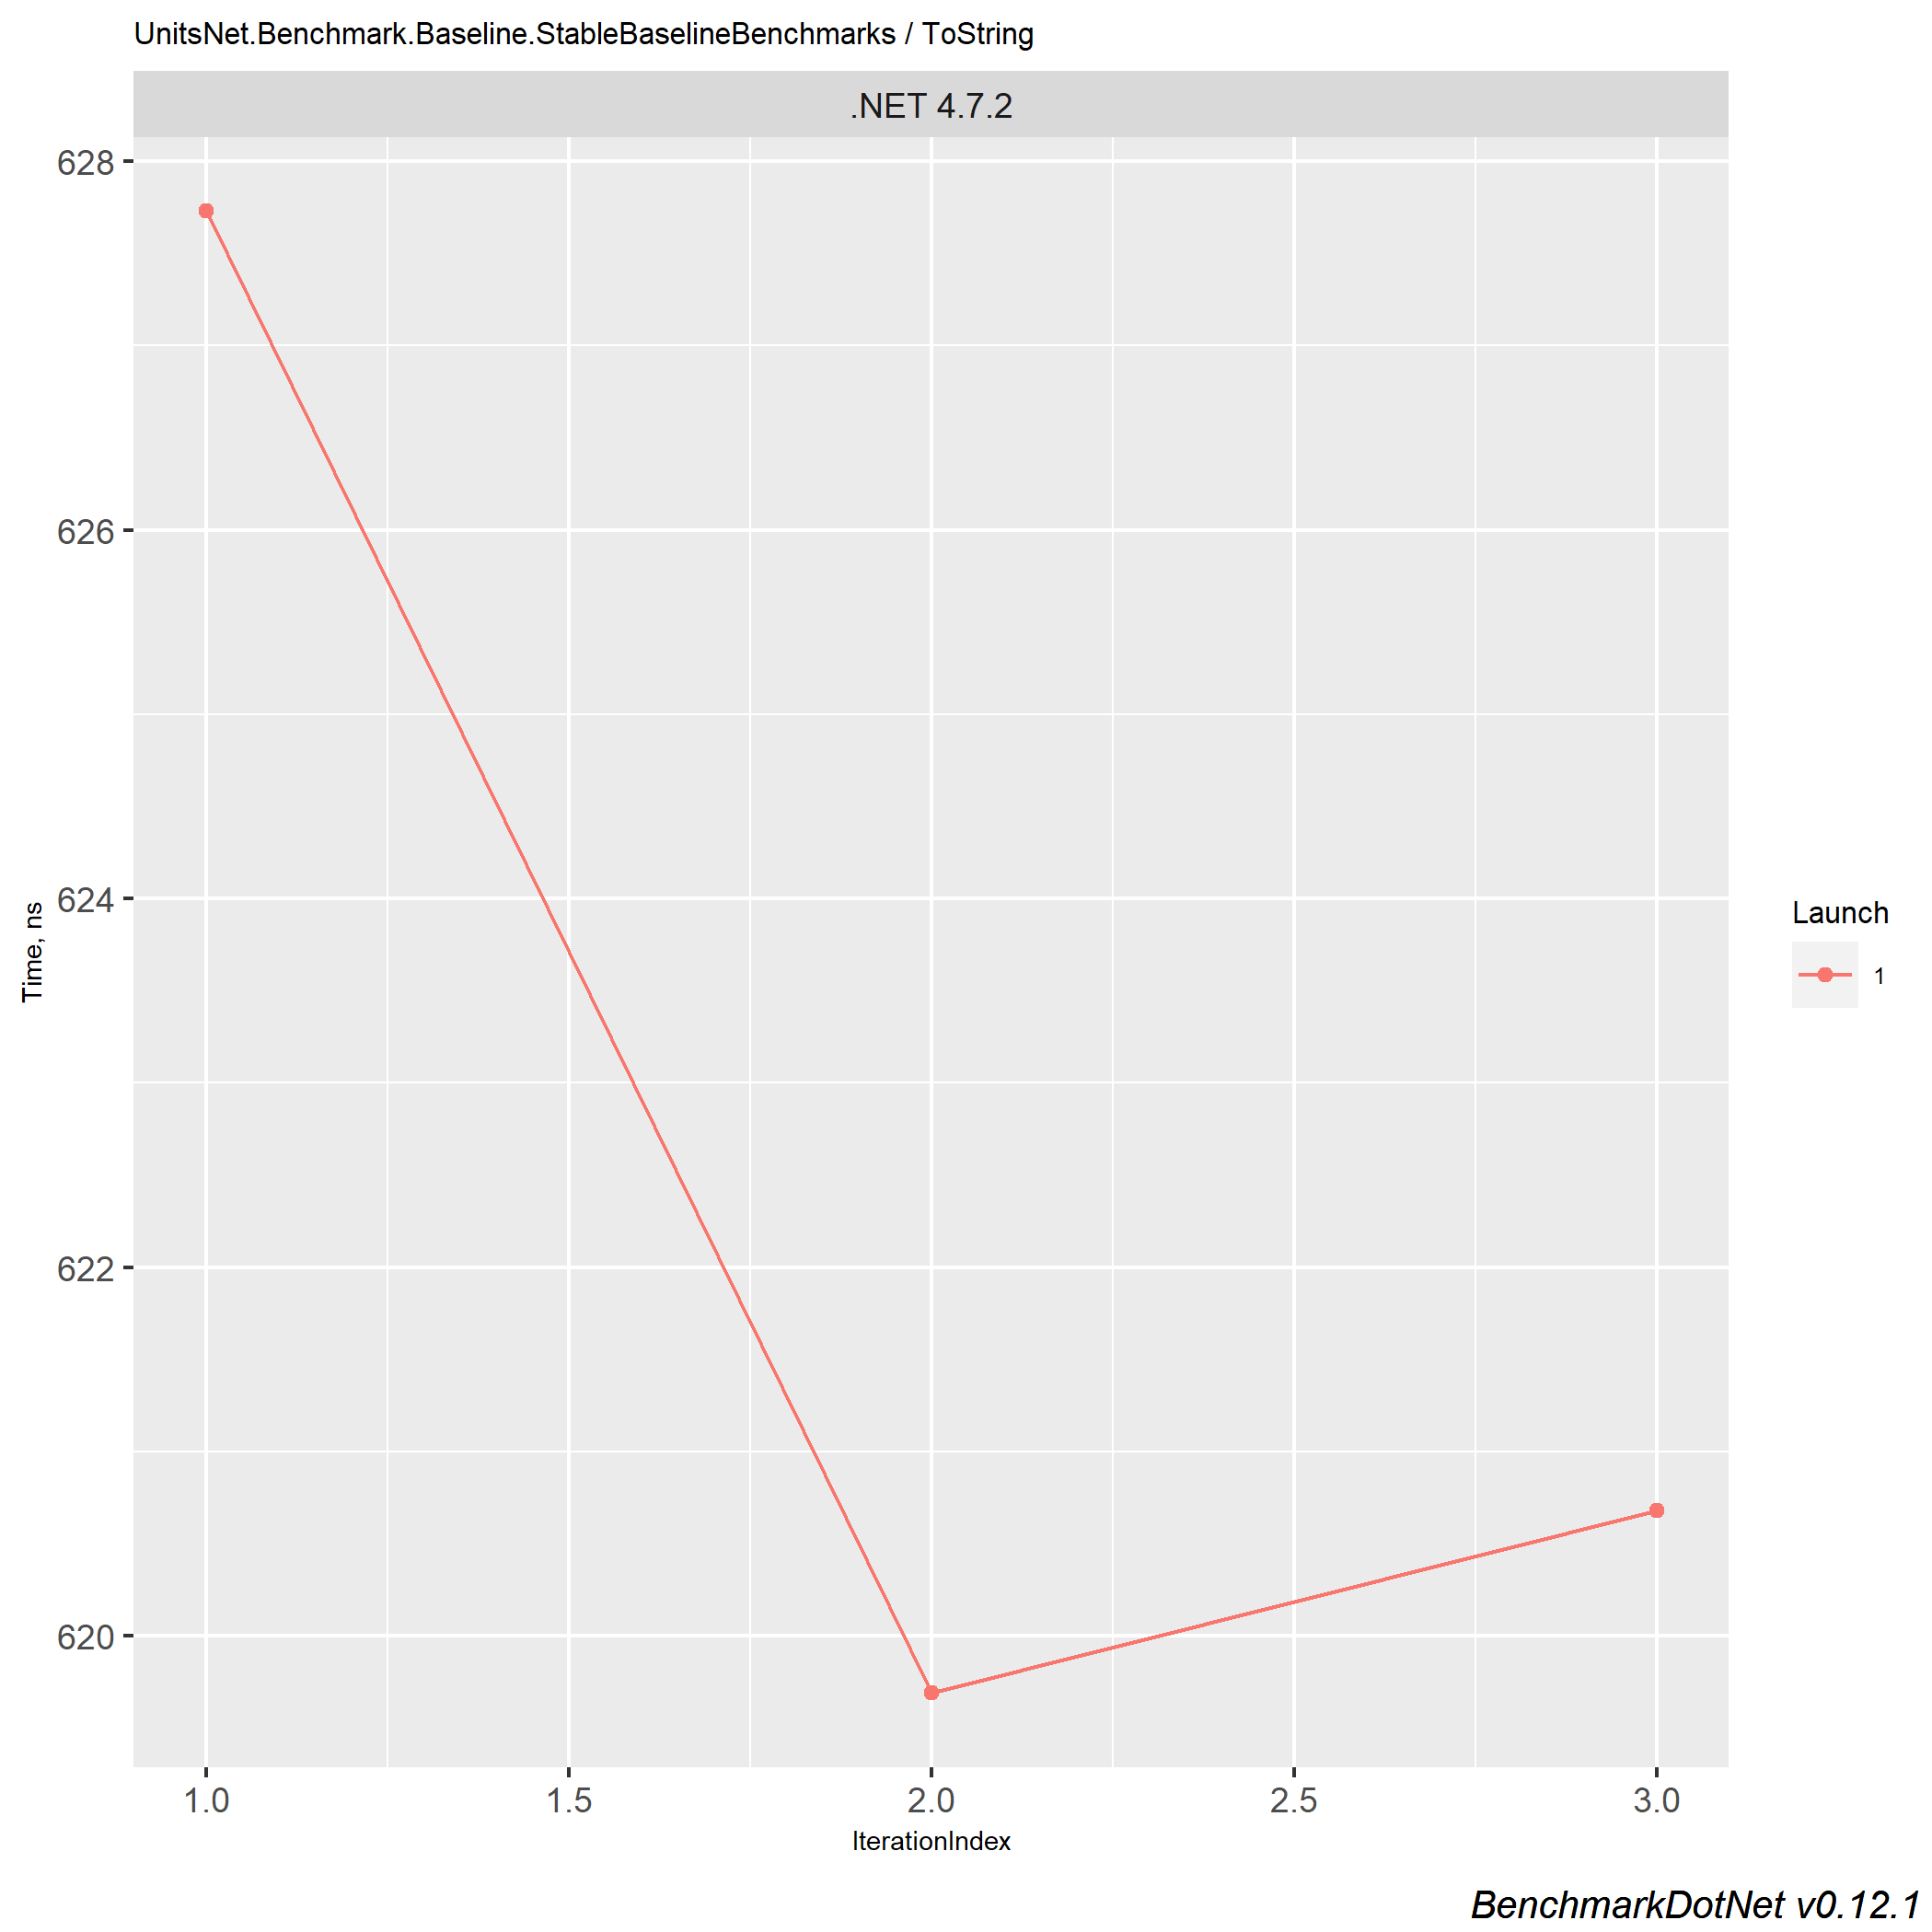 UnitsNet.Benchmark.Baseline.StableBaselineBenchmarks / ToString
.NET 4.7.2
628
626
624
622
620
Time, ns
1.0 1.5 2.0 2.5 3.0
IterationIndex
Launch
1
BenchmarkDotNet v0.12.1